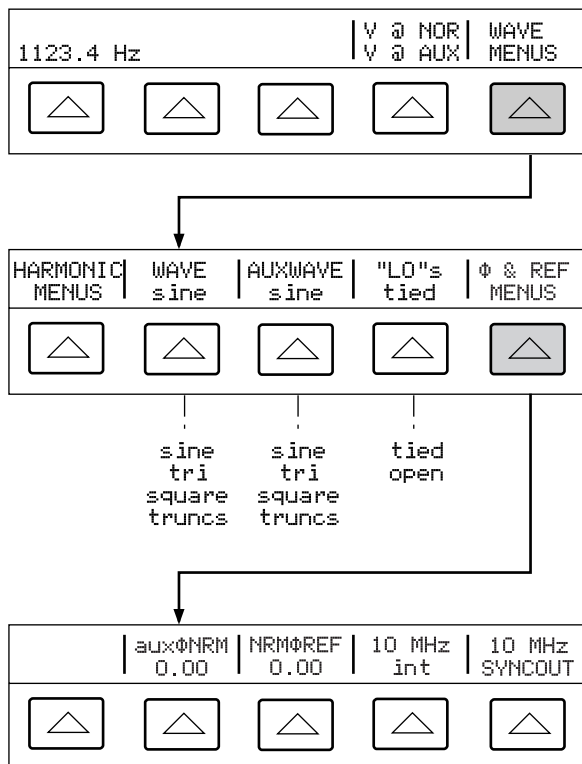 V @ NOR WAVE
1123.4 Hz V @ AUX MENUS
HARMONIC WAVE AUXWAVE "LO"s Φ & REF
MENUS sine sine tied MENUS
sine sine tied
tri tri open
square square
truncs truncs
auxΦNRM NRMΦREF 10 MHz 10 MHz
0.00 0.00 int SYNCOUT